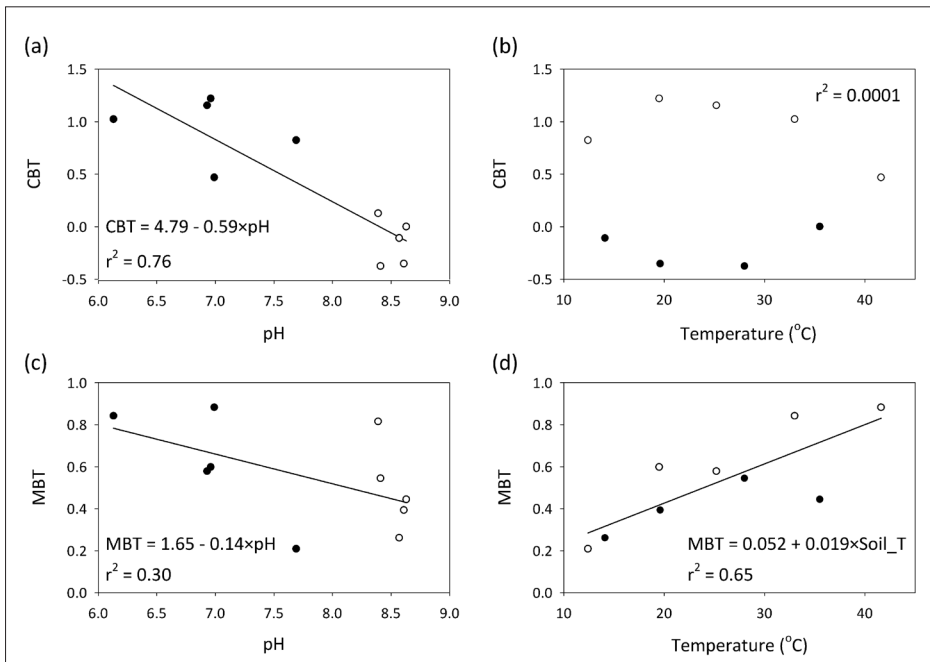 (a)
1.5
1.0
0.5
0.0
-0.5
CBT
CBT = 4.79 - 0.59×pH
r² = 0.76
6.0 6.5 7.0 7.5 8.0 8.5 9.0
pH
(b)
1.5
1.0
0.5
0.0
-0.5
CBT
r² = 0.0001
10 20 30 40
Temperature (°C)
(c)
1.0
0.8
0.6
0.4
0.2
0.0
MBT
MBT = 1.65 - 0.14×pH
r² = 0.30
6.0 6.5 7.0 7.5 8.0 8.5 9.0
pH
(d)
1.0
0.8
0.6
0.4
0.2
0.0
MBT
MBT = 0.052 + 0.019×Soil_T
r² = 0.65
10 20 30 40
Temperature (°C)